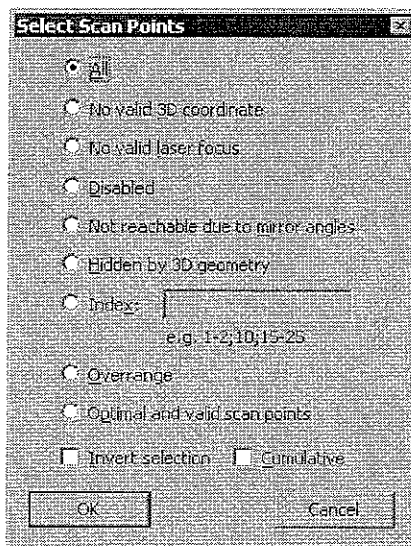 Select Scan Points
All
No valid 3D coordinate
No valid laser focus
Disabled
Not reachable due to mirror angles
Hidden by 3D geometry
Index:
e.g. 1-2;10;15-25
Overrange
Optimal and valid scan points
Invert selection Cumulative
OK Cancel